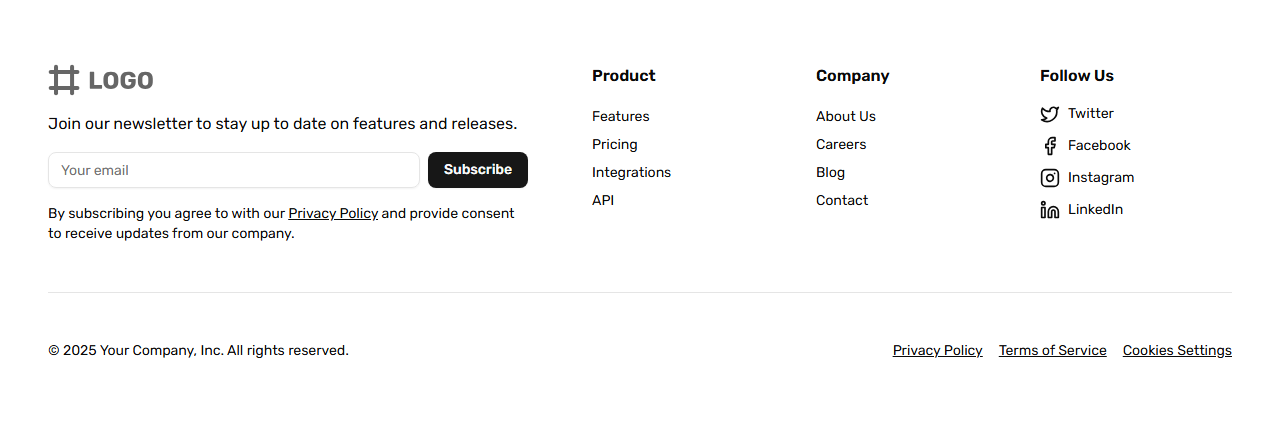 LOGO
Join our newsletter to stay up to date on features and releases.
Your email
Subscribe
By subscribing you agree to with our Privacy Policy and provide consent
to receive updates from our company.
Product
Features
Pricing
Integrations
API
Company
About Us
Careers
Blog
Contact
Follow Us
Twitter
Facebook
Instagram
LinkedIn
© 2025 Your Company, Inc. All rights reserved.
Privacy Policy
Terms of Service
Cookies Settings